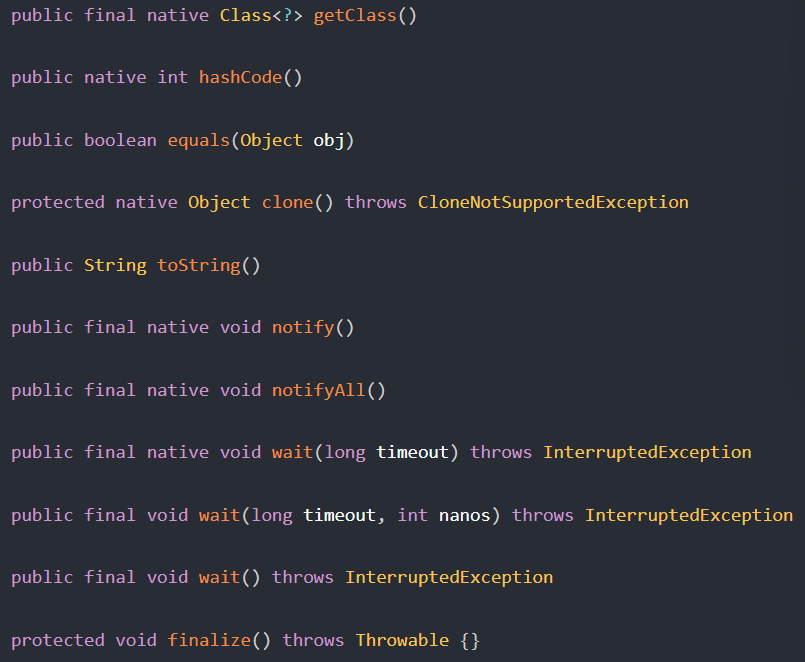 public final native Class<?> getClass()
public native int hashCode()
public boolean equals(Object obj)
protected native Object clone() throws CloneNotSupportedException
public String toString()
public final native void notify()
public final native void notifyAll()
public final native void wait(long timeout) throws InterruptedException
public final void wait(long timeout, int nanos) throws InterruptedException
public final void wait() throws InterruptedException
protected void finalize() throws Throwable {}